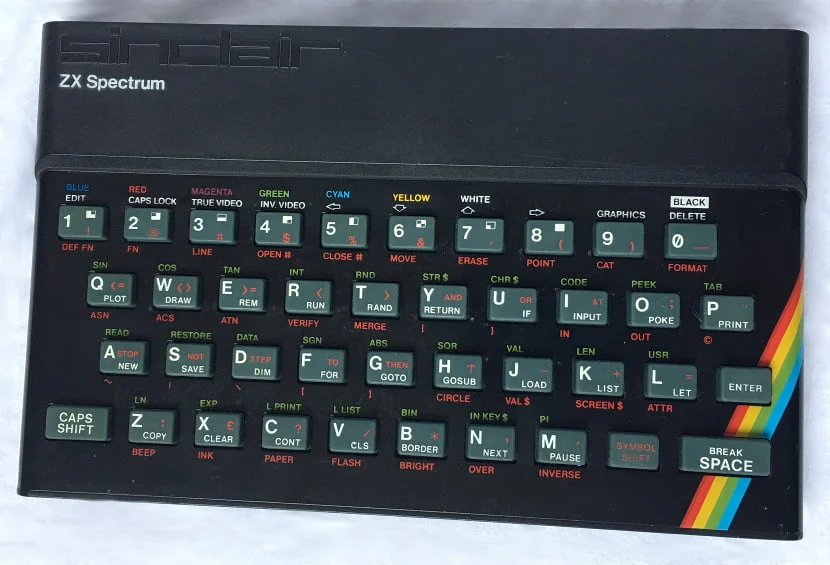 sinclair
ZX Spectrum
BLUE RED MAGENTA GREEN CYAN YELLOW WHITE BLACK
EDIT CAPS LOCK TRUE VIDEO INV. VIDEO GRAPHICS DELETE
1 ! 2 @ 3 # 4 $ 5 % 6 & 7 ' 8 ( 9 ) 0 _
DEF FN FN LINE OPEN # CLOSE # MOVE ERASE POINT CAT FORMAT
SIN COS TAN INT RND STR $ CHR $ CODE PEEK TAB
Q <= W <> E >= R < T > Y AND U OR I AT O ; P "
PLOT DRAW REM RUN RAND RETURN IF INPUT POKE PRINT
ASN ACS ATN VERIFY MERGE [ ] IN OUT ©
READ RESTORE DATA SGN ABS SQR VAL LEN USR
A STOP S NOT D STEP F TO G THEN H ↑ J - K + L = ENTER
NEW SAVE DIM FOR GOTO GOSUB LOAD LIST LET
~ | \ { } CIRCLE VAL $ SCREEN $ ATTR
LN EXP L PRINT L LIST BIN IN KEY $ PI
CAPS SHIFT Z : X £ C ? V / B * N , M . SYMBOL SHIFT BREAK SPACE
COPY CLEAR CONT CLS BORDER NEXT PAUSE
BEEP INK PAPER FLASH BRIGHT OVER INVERSE